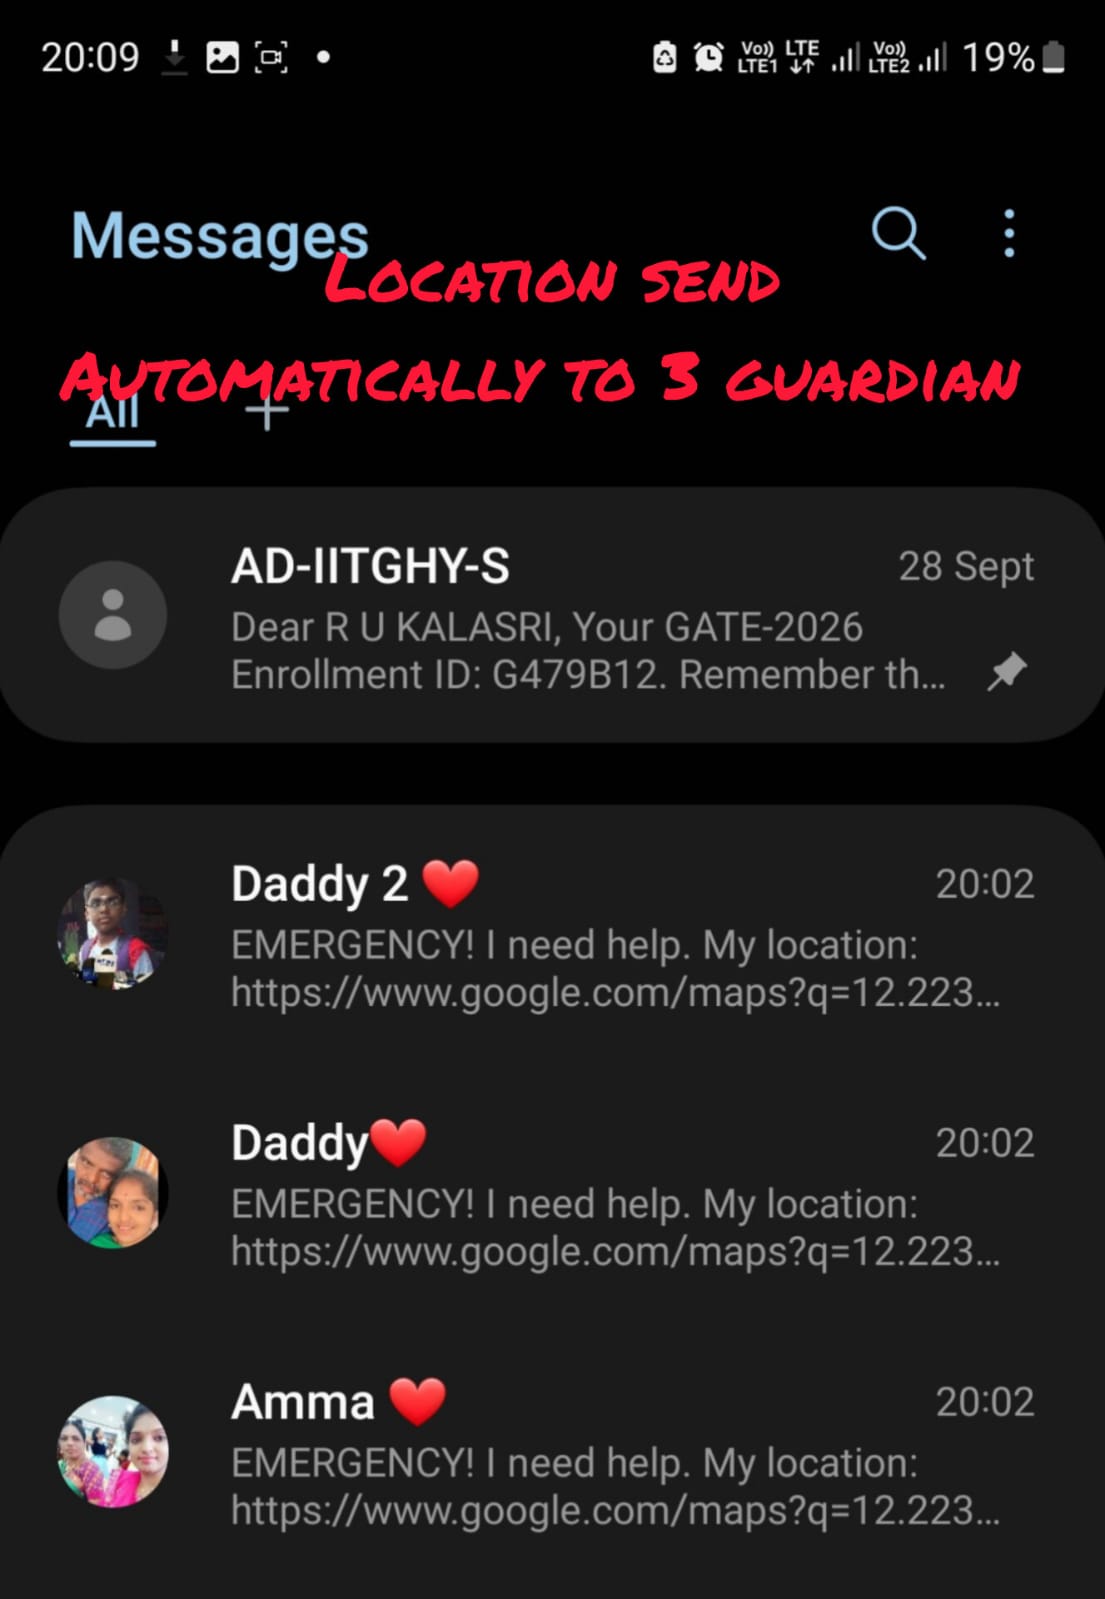 20:09 Vo)) LTE1 LTE Vo)) LTE2 19%
Messages
LOCATION SEND
AUTOMATICALLY TO 3 GUARDIAN
All +
AD-IITGHY-S 28 Sept
Dear R U KALASRI, Your GATE-2026
Enrollment ID: G479B12. Remember th...
Daddy 2 ❤️ 20:02
EMERGENCY! I need help. My location:
https://www.google.com/maps?q=12.223...
Daddy❤️ 20:02
EMERGENCY! I need help. My location:
https://www.google.com/maps?q=12.223...
Amma ❤️ 20:02
EMERGENCY! I need help. My location:
https://www.google.com/maps?q=12.223...